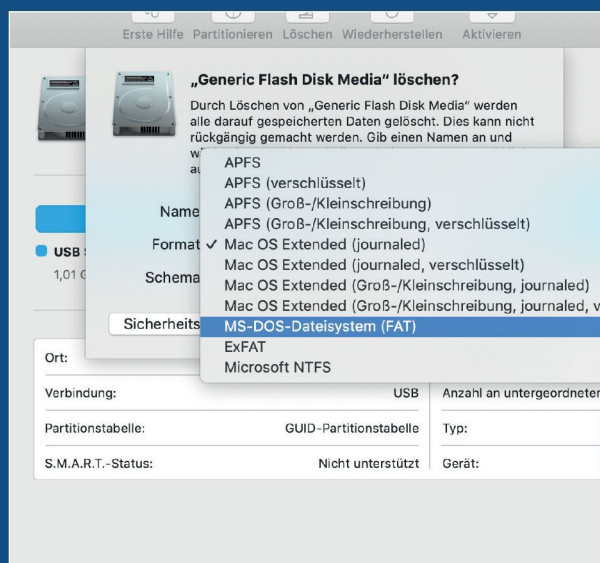 Erste Hilfe Partitionieren Löschen Wiederherstellen Aktivieren
„Generic Flash Disk Media“ löschen?
Durch Löschen von „Generic Flash Disk Media“ werden
alle darauf gespeicherten Daten gelöscht. Dies kann nicht
rückgängig gemacht werden. Gib einen Namen an und
APFS
APFS (verschlüsselt)
APFS (Groß-/Kleinschreibung)
Name
APFS (Groß-/Kleinschreibung, verschlüsselt)
Format ✓ Mac OS Extended (journaled)
USB
Mac OS Extended (journaled, verschlüsselt)
1,01
Schema
Mac OS Extended (Groß-/Kleinschreibung, journaled)
Mac OS Extended (Groß-/Kleinschreibung, journaled, v
Sicherheits
MS-DOS-Dateisystem (FAT)
ExFAT
Microsoft NTFS
Ort:
Verbindung: USB
Anzahl an untergeordneten
Partitionstabelle: GUID-Partitionstabelle
Typ:
S.M.A.R.T.-Status: Nicht unterstützt
Gerät: